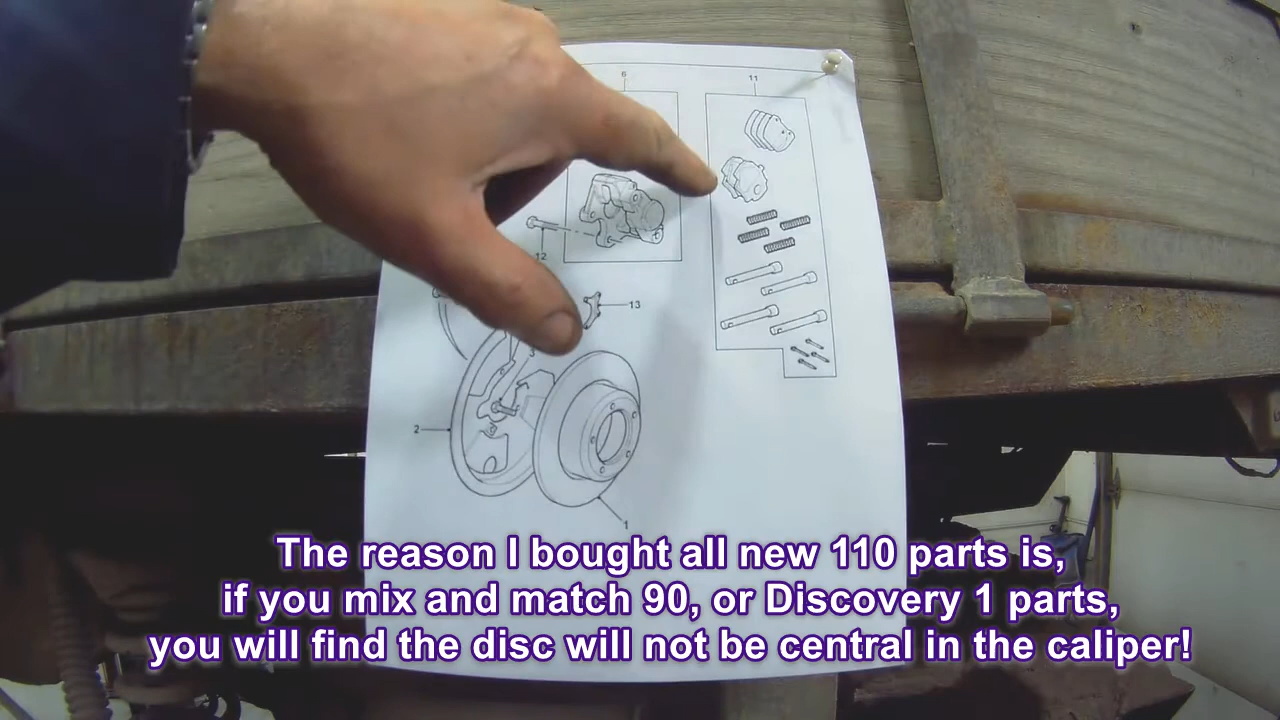 6
11
12
13
3
2
1
The reason I bought all new 110 parts is,
if you mix and match 90, or Discovery 1 parts,
you will find the disc will not be central in the caliper!